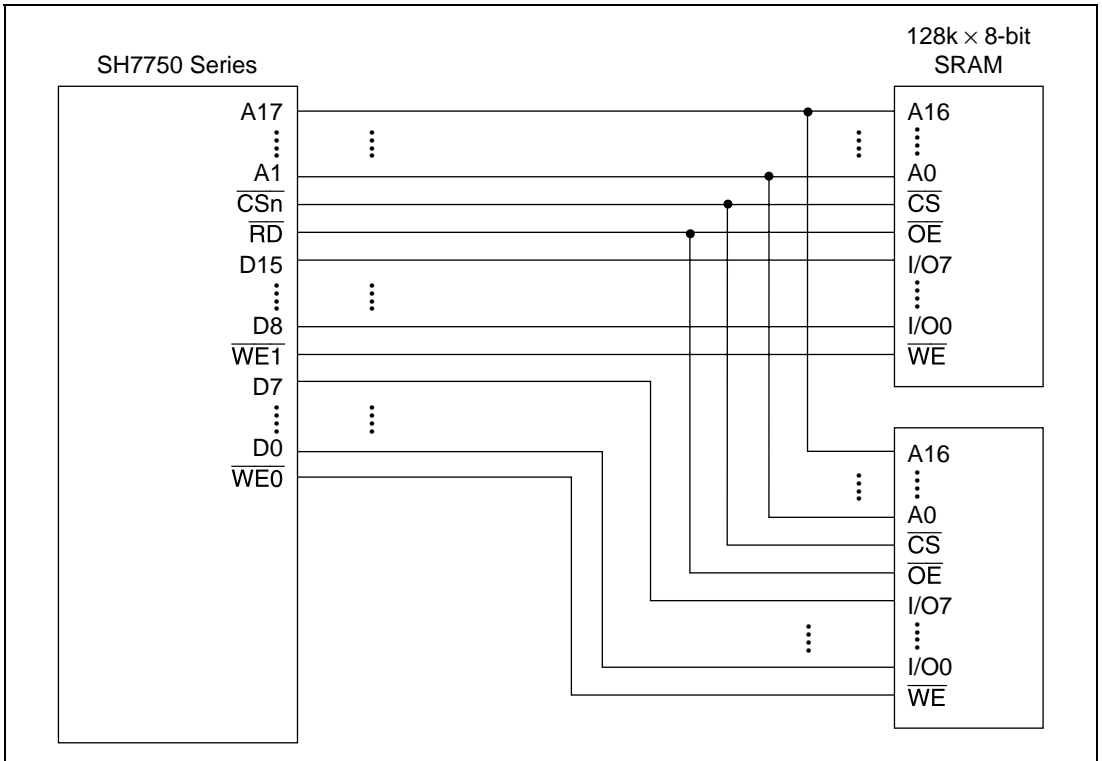 SH7750 Series
A17
A1
CSn
RD
D15
D8
WE1
D7
D0
WE0
128k × 8-bit
SRAM
A16
A0
CS
OE
I/O7
I/O0
WE
A16
A0
CS
OE
I/O7
I/O0
WE